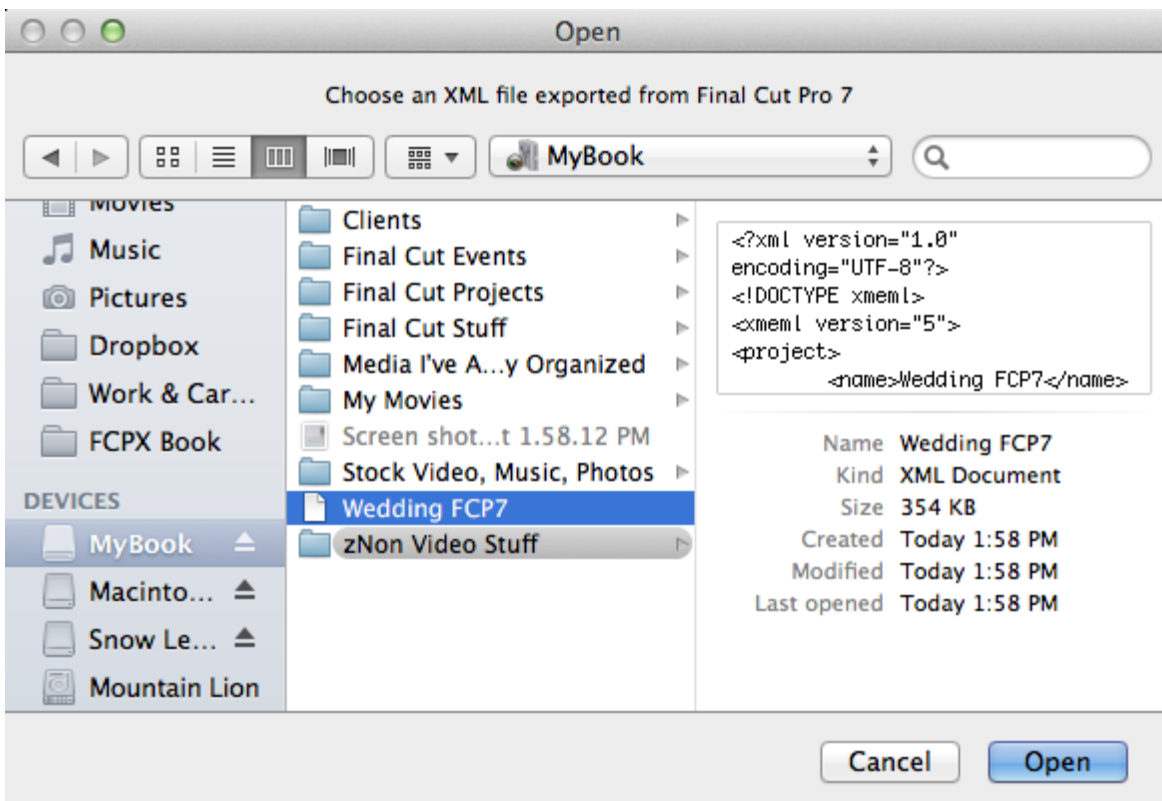 Open
Choose an XML file exported from Final Cut Pro 7
MyBook
Movies
Music
Pictures
Dropbox
Work & Car...
FCPX Book
DEVICES
MyBook
Macinto...
Snow Le...
Mountain Lion
Clients
Final Cut Events
Final Cut Projects
Final Cut Stuff
Media I've A...y Organized
My Movies
Screen shot...t 1.58.12 PM
Stock Video, Music, Photos
Wedding FCP7
zNon Video Stuff
<?xml version="1.0"
encoding="UTF-8"?>
<!DOCTYPE xmeml>
<xmeml version="5">
<project>
<name>Wedding FCP7</name>
Name Wedding FCP7
Kind XML Document
Size 354 KB
Created Today 1:58 PM
Modified Today 1:58 PM
Last opened Today 1:58 PM
Cancel
Open